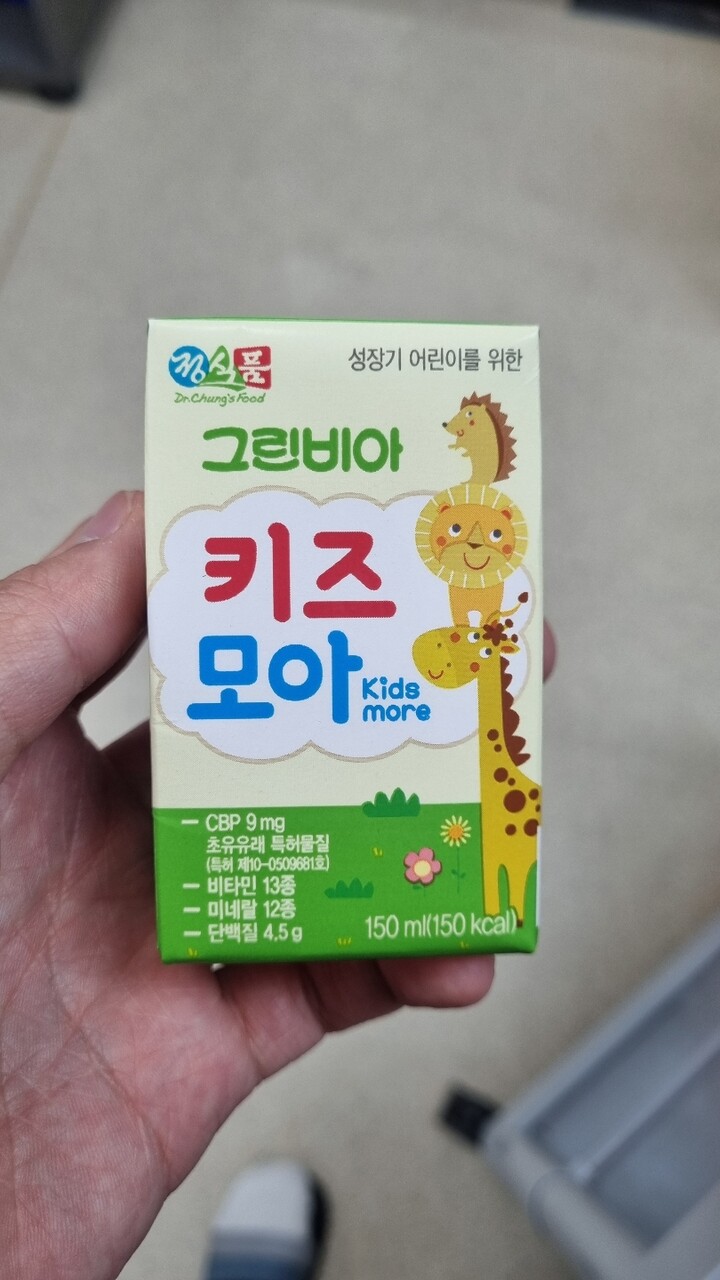 정식품
Dr.Chung's Food
성장기 어린이를 위한
그린비아
키즈
모아
Kids
more
– CBP 9 mg
초유유래 특허물질
(특허 제10-0509681호)
– 비타민 13종
– 미네랄 12종
– 단백질 4.5 g
150 ml(150 kcal)